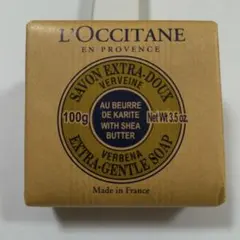 L'OCCITANE
EN PROVENCE
SAVON EXTRA-DOUX
VERVEINE
100g
AU BEURRE
DE KARITE
WITH SHEA
BUTTER
Net Wt 3.5 oz.
VERBENA
EXTRA-GENTLE SOAP
Made in France